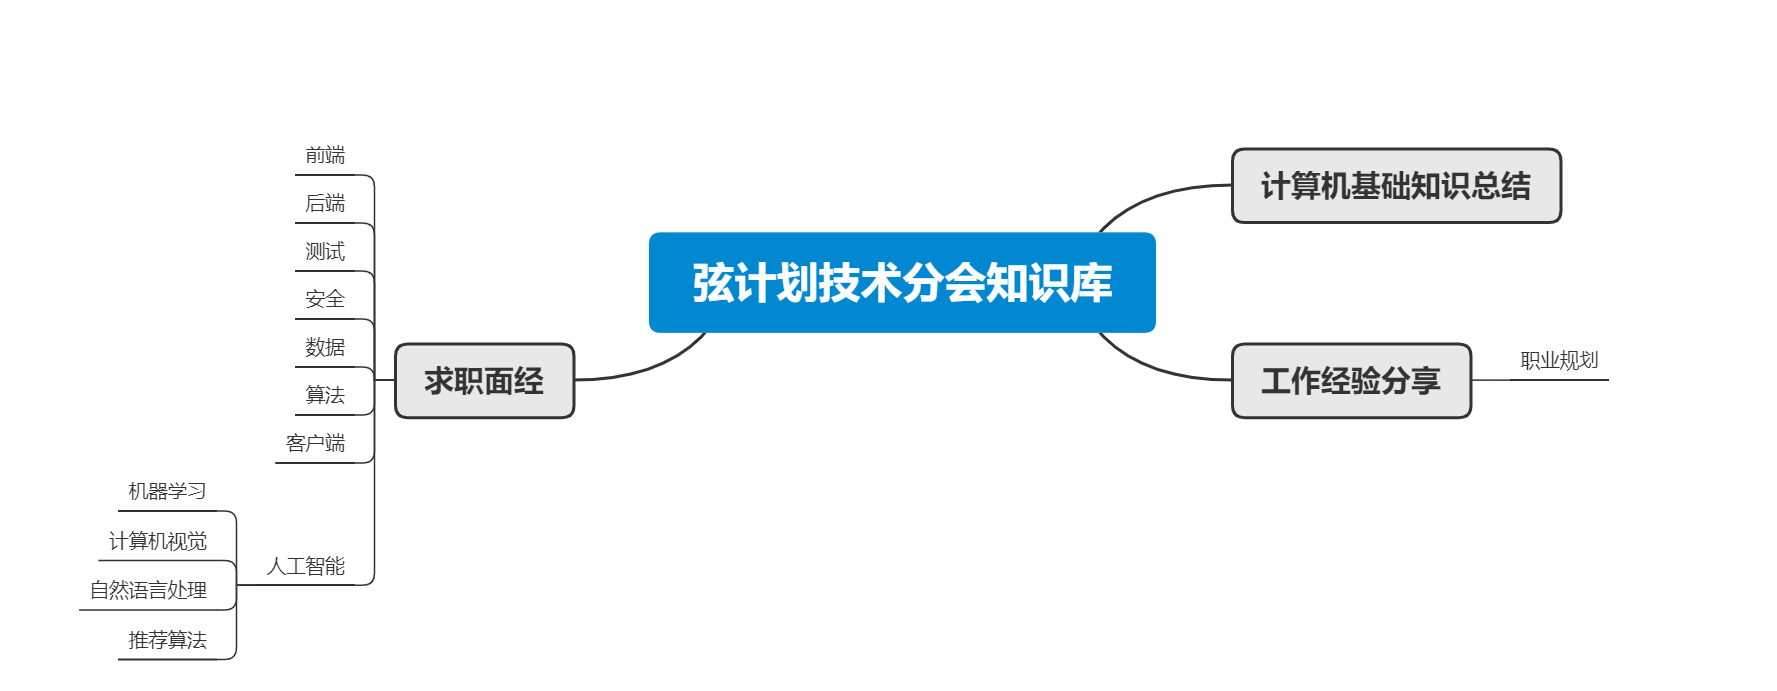 弦计划技术分会知识库
计算机基础知识总结
工作经验分享
职业规划
求职面经
前端
后端
测试
安全
数据
算法
客户端
人工智能
机器学习
计算机视觉
自然语言处理
推荐算法